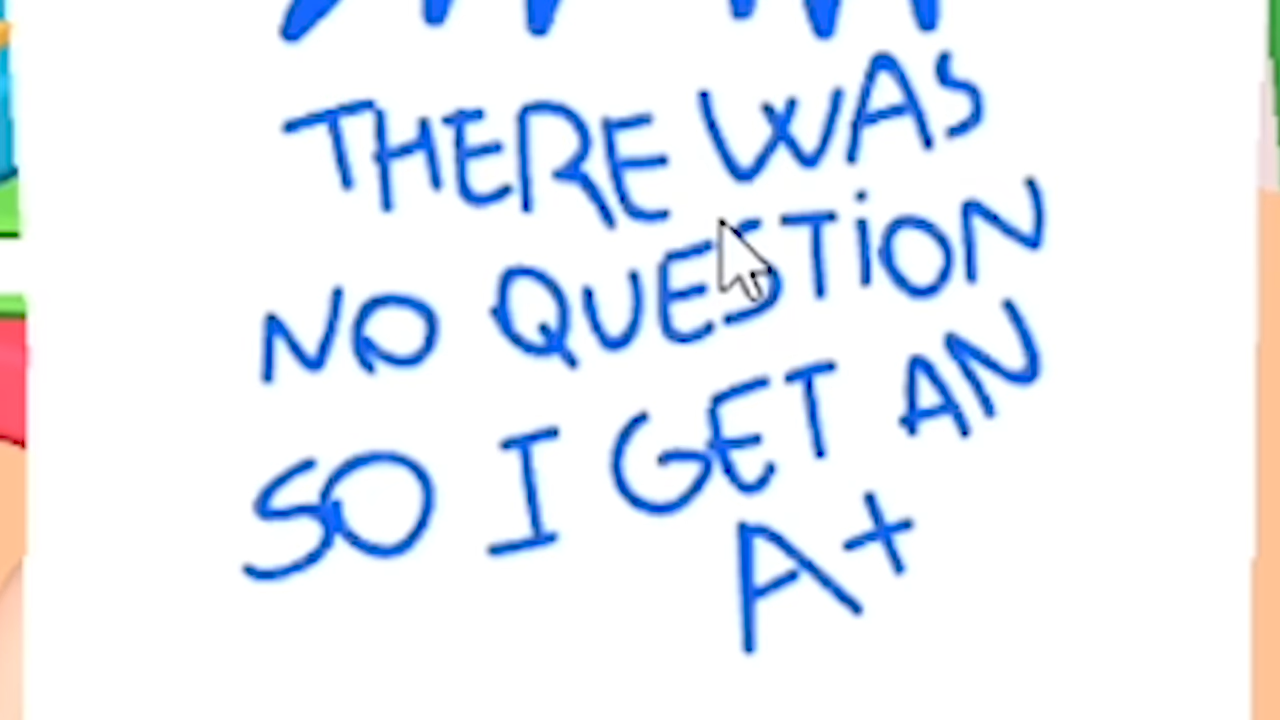 THERE WAS
NO QUESTION
SO I GET AN
A+